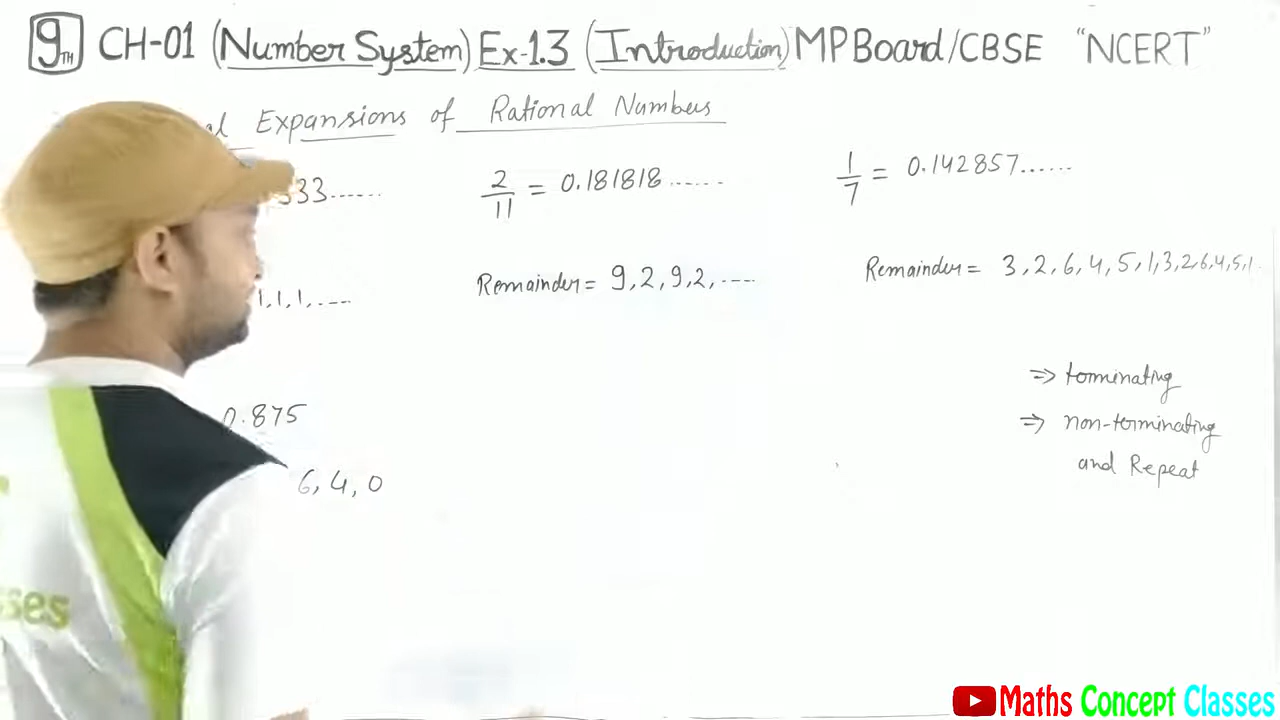 9TH CH-01 (Number System) Ex-1.3 (Introduction) MP Board/CBSE "NCERT"
Expansions of Rational Numbers
333...... 2/11 = 0.181818....... 1/7 = 0.142857......
1,1,1,.... Remainder = 9,2,9,2,.... Remainder = 3,2,6,4,5,1,3,2,6,4,5,1.
⇒ terminating
0.875 ⇒ non-terminating
and Repeat
6, 4, 0
sses
Maths Concept Classes